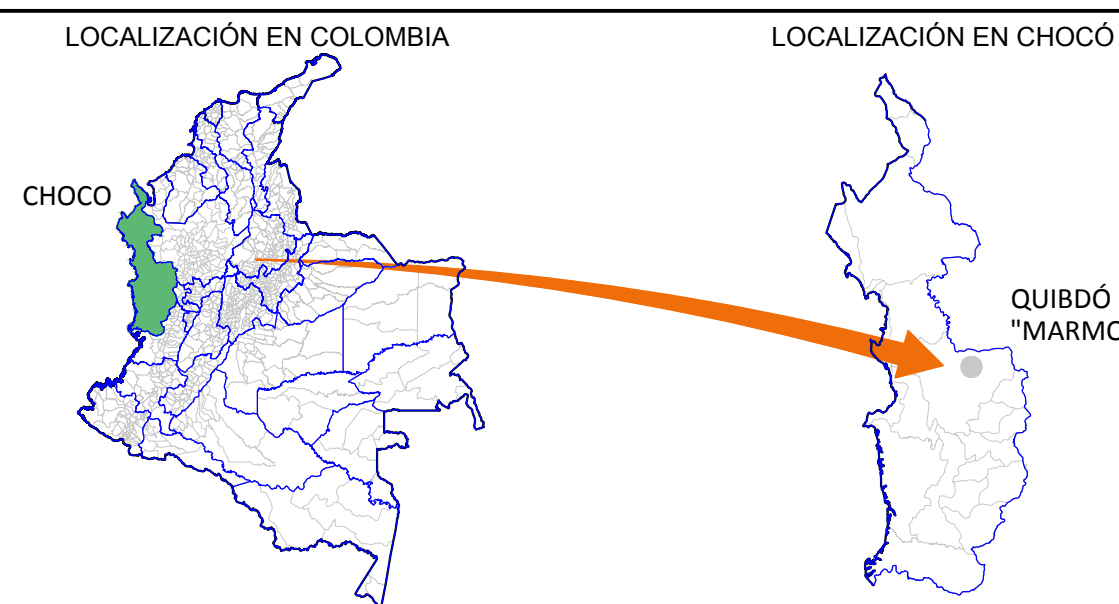 LOCALIZACIÓN EN COLOMBIA
LOCALIZACIÓN EN CHOCÓ
CHOCO
QUIBDÓ
"MARMO